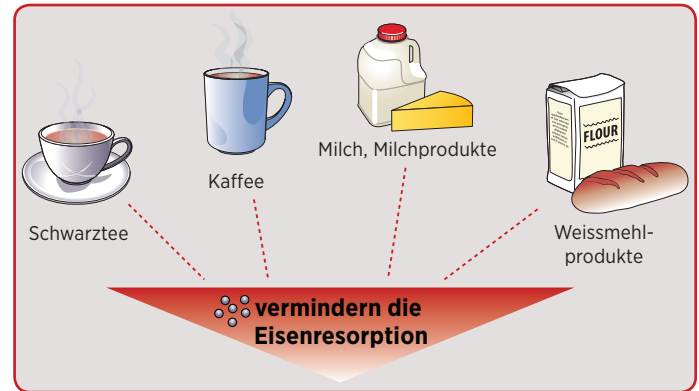 Schwarztee
Kaffee
Milch, Milchprodukte
FLOUR
Weissmehl-
produkte
vermindern die
Eisenresorption